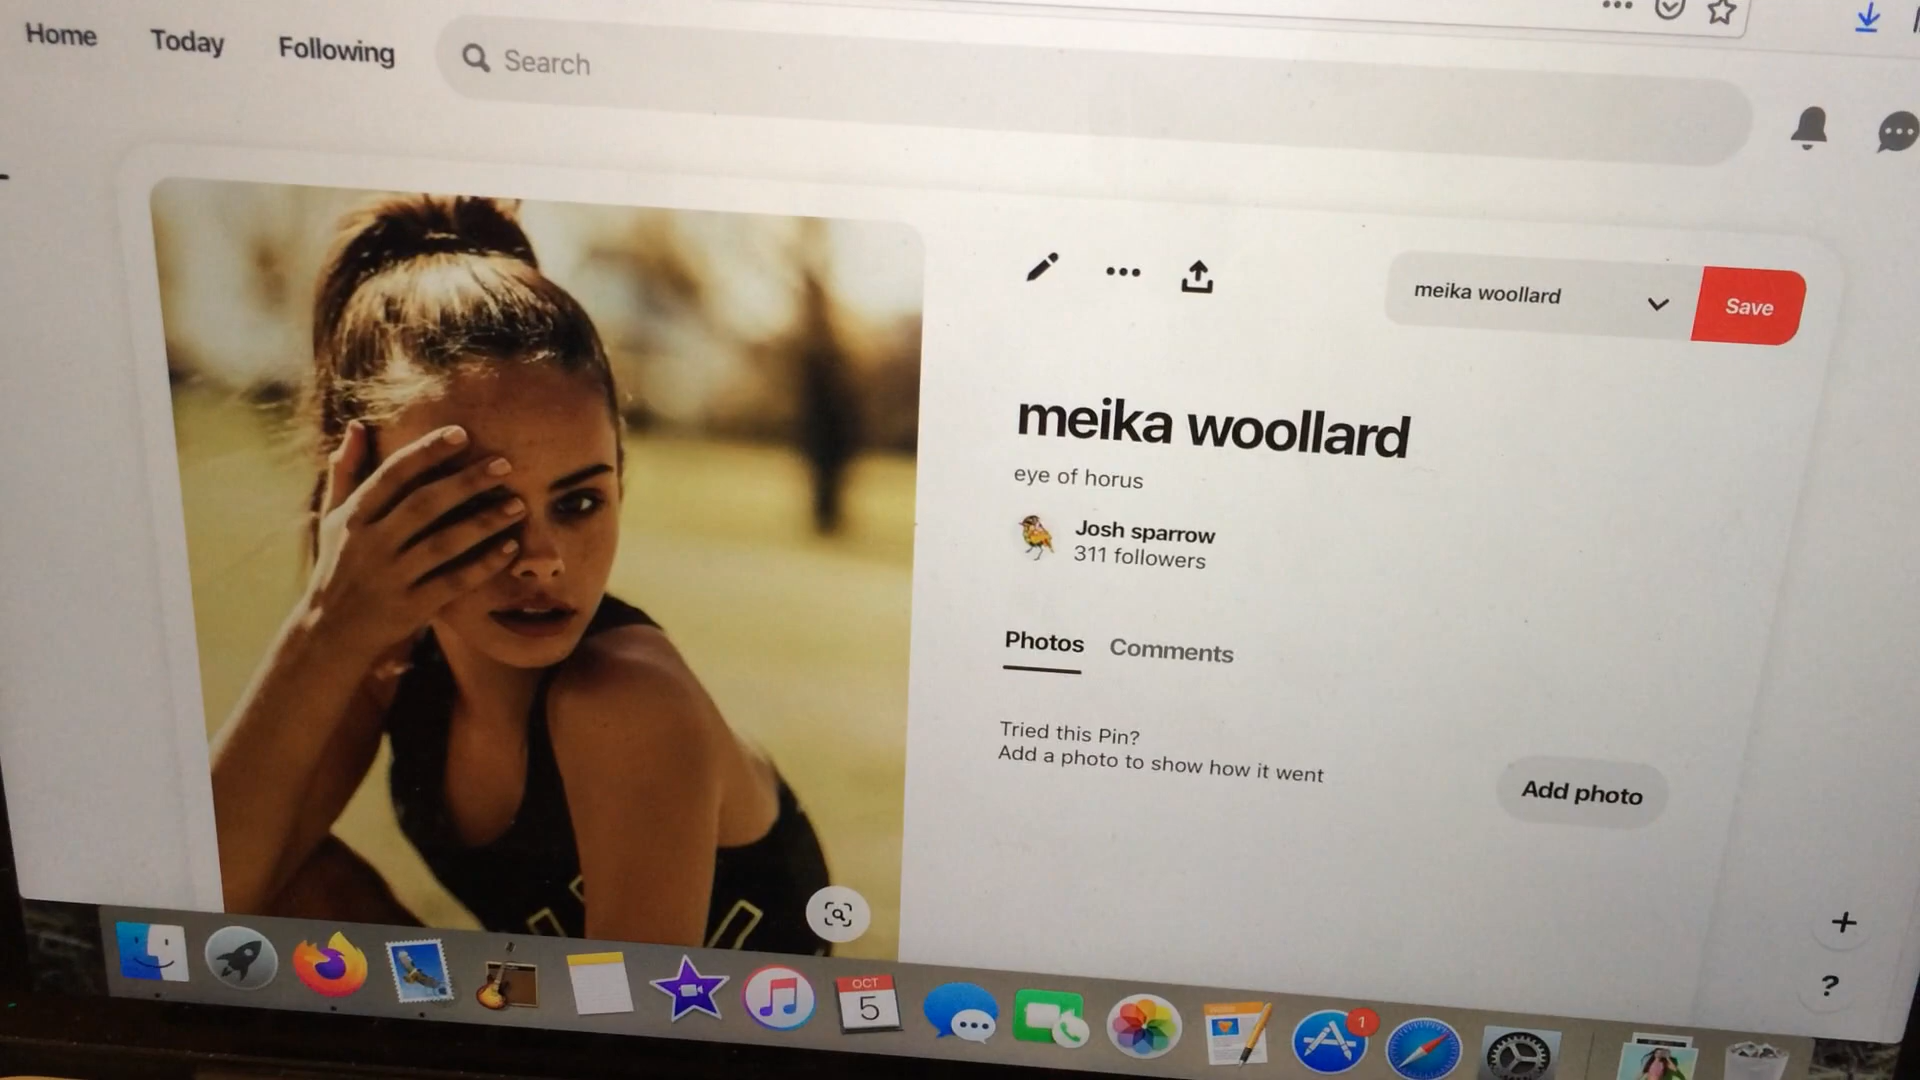 Home Today Following Search
meika woollard Save
meika woollard
eye of horus
Josh sparrow
311 followers
Photos Comments
Tried this Pin?
Add a photo to show how it went
Add photo
?
OCT
5
1